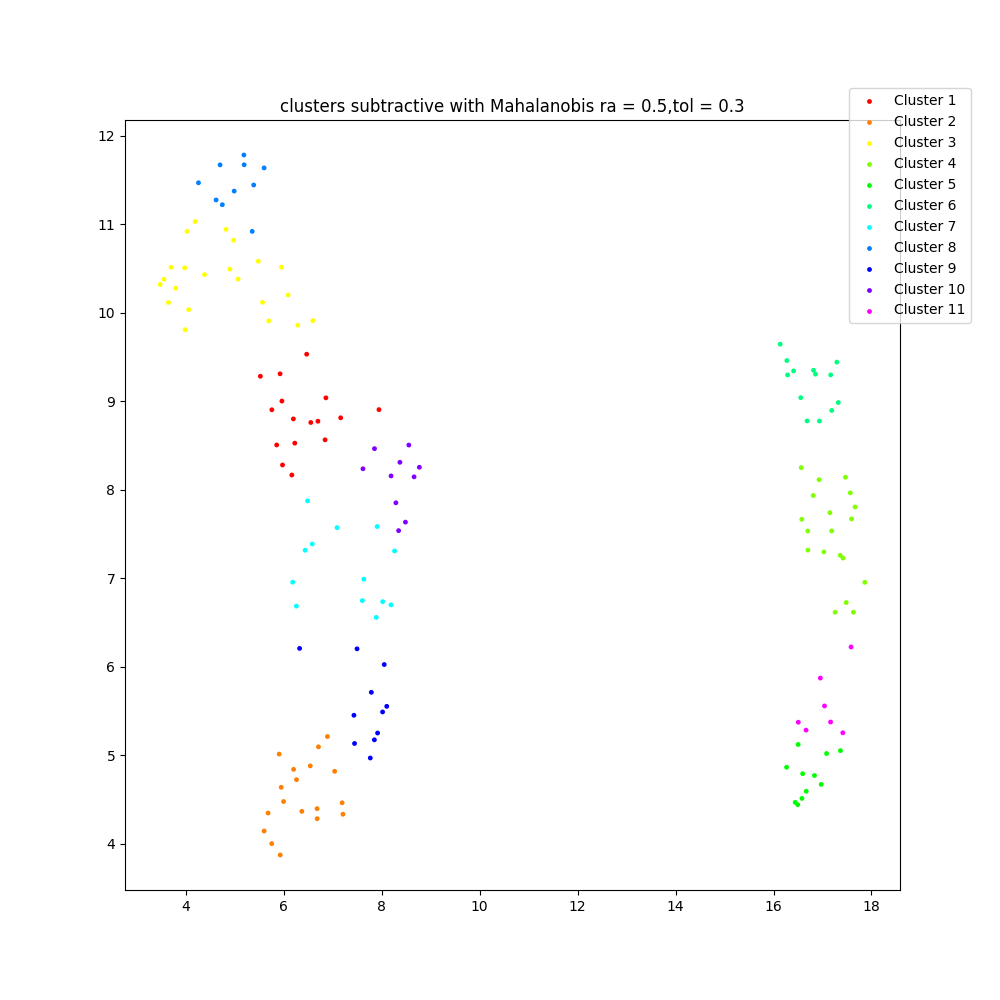 clusters subtractive with Mahalanobis ra = 0.5,tol = 0.3
Cluster 1
Cluster 2
Cluster 3
Cluster 4
Cluster 5
Cluster 6
Cluster 7
Cluster 8
Cluster 9
Cluster 10
Cluster 11
12
11
10
9
8
7
6
5
4
4 6 8 10 12 14 16 18